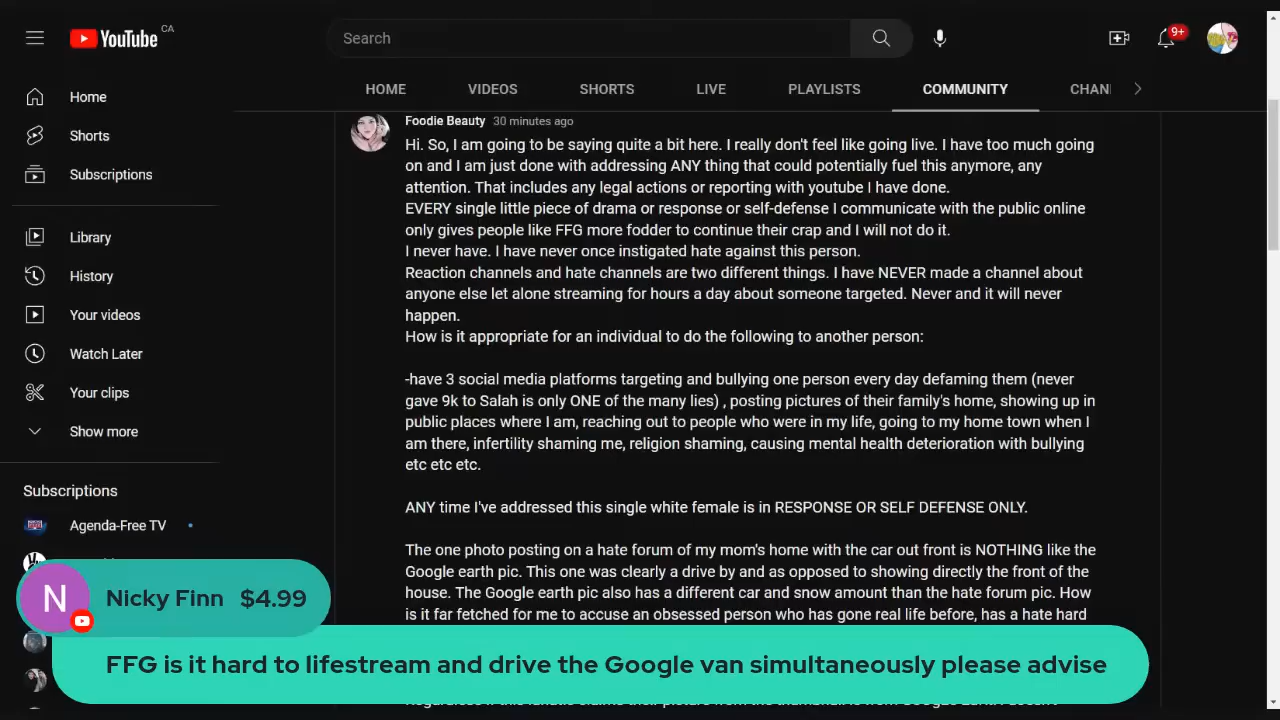 YouTube CA
Search
9+
HOME VIDEOS SHORTS LIVE PLAYLISTS COMMUNITY CHAN
Home
Shorts
Subscriptions
Library
History
Your videos
Watch Later
Your clips
Show more
Subscriptions
Agenda-Free TV
Foodie Beauty 30 minutes ago
Hi. So, I am going to be saying quite a bit here. I really don't feel like going live. I have too much going
on and I am just done with addressing ANY thing that could potentially fuel this anymore, any
attention. That includes any legal actions or reporting with youtube I have done.
EVERY single little piece of drama or response or self-defense I communicate with the public online
only gives people like FFG more fodder to continue their crap and I will not do it.
I never have. I have never once instigated hate against this person.
Reaction channels and hate channels are two different things. I have NEVER made a channel about
anyone else let alone streaming for hours a day about someone targeted. Never and it will never
happen.
How is it appropriate for an individual to do the following to another person:
-have 3 social media platforms targeting and bullying one person every day defaming them (never
gave 9k to Salah is only ONE of the many lies) , posting pictures of their family's home, showing up in
public places where I am, reaching out to people who were in my life, going to my home town when I
am there, infertility shaming me, religion shaming, causing mental health deterioration with bullying
etc etc etc.
ANY time I've addressed this single white female is in RESPONSE OR SELF DEFENSE ONLY.
The one photo posting on a hate forum of my mom's home with the car out front is NOTHING like the
Google earth pic. This one was clearly a drive by and as opposed to showing directly the front of the
house. The Google earth pic also has a different car and snow amount than the hate forum pic. How
is it far fetched for me to accuse an obsessed person who has gone real life before, has a hate hard
N Nicky Finn $4.99
FFG is it hard to lifestream and drive the Google van simultaneously please advise